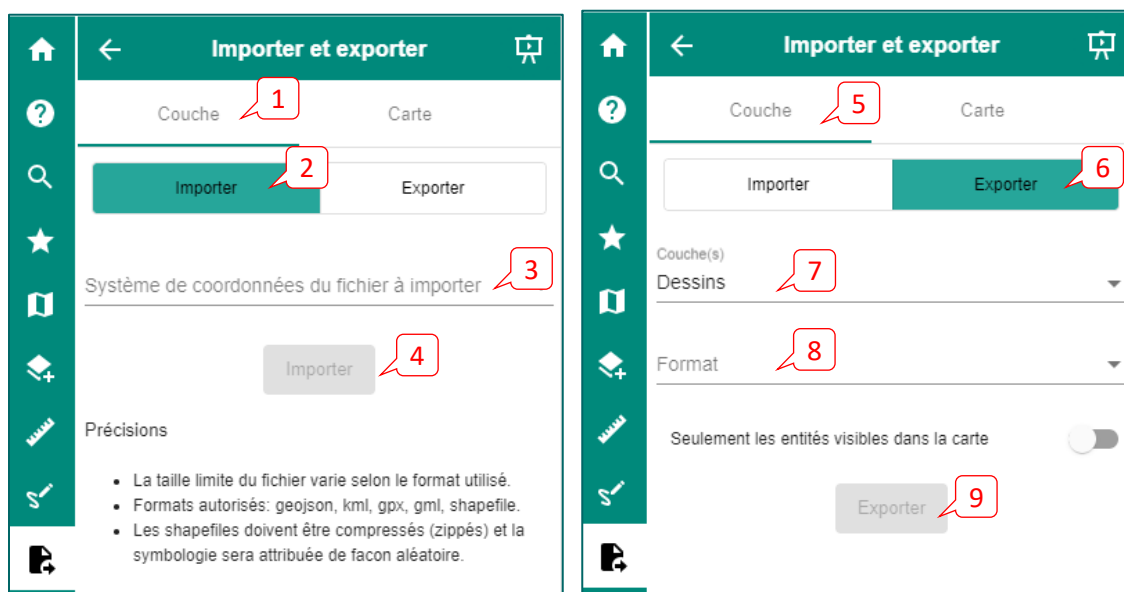 Importer et exporter
Couche
1
Carte
2
Importer
Exporter
Système de coordonnées du fichier à importer
3
Importer
4
Précisions
• La taille limite du fichier varie selon le format utilisé.
• Formats autorisés: geojson, kml, gpx, gml, shapefile.
• Les shapefiles doivent être compressés (zippés) et la
symbologie sera attribuée de facon aléatoire.
Importer et exporter
Couche
5
Carte
Importer
Exporter
6
Couche(s)
Dessins
7
Format
8
Seulement les entités visibles dans la carte
Exporter
9